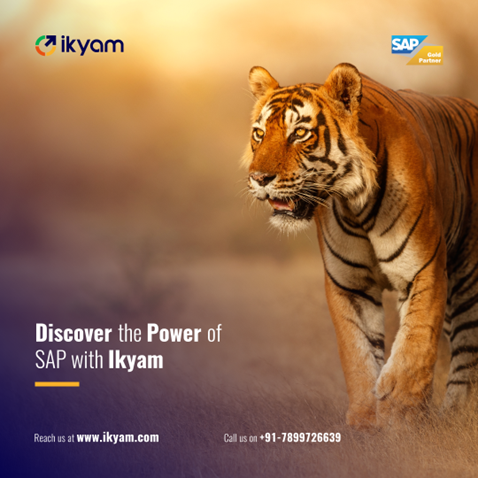 ikyam
SAP
Gold
Partner
Discover the Power of
SAP with Ikyam
Reach us at www.ikyam.com
Call us on +91-7899726639